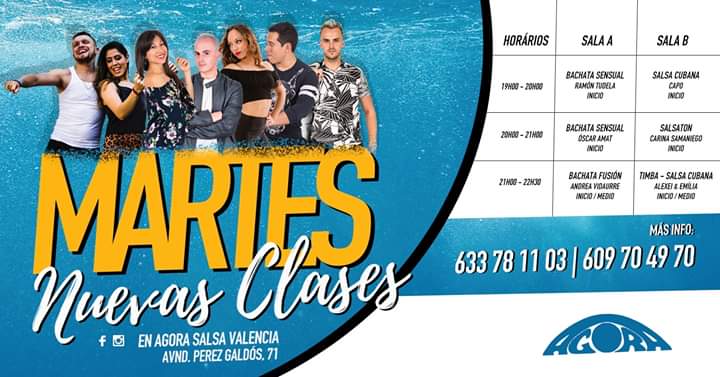 MARTES
Nuevas Clases
EN AGORA SALSA VALENCIA
AVND. PEREZ GALDÓS, 71
HORÁRIOS SALA A SALA B
19H00 - 20H00
BACHATA SENSUAL
RAMÓN TUDELA
INICIO
SALSA CUBANA
CAPO
INICIO
20H00 - 21H00
BACHATA SENSUAL
ÓSCAR AMAT
INICIO
SALSATON
CARINA SAMANIEGO
INICIO
21H00 - 22H30
BACHATA FUSIÓN
ANDREA VIDAURRE
INICIO / MEDIO
TIMBA - SALSA CUBANA
ALEXEI & EMÍLIA
INICIO / MEDIO
MÁS INFO:
633 78 11 03 | 609 70 49 70
AGORA